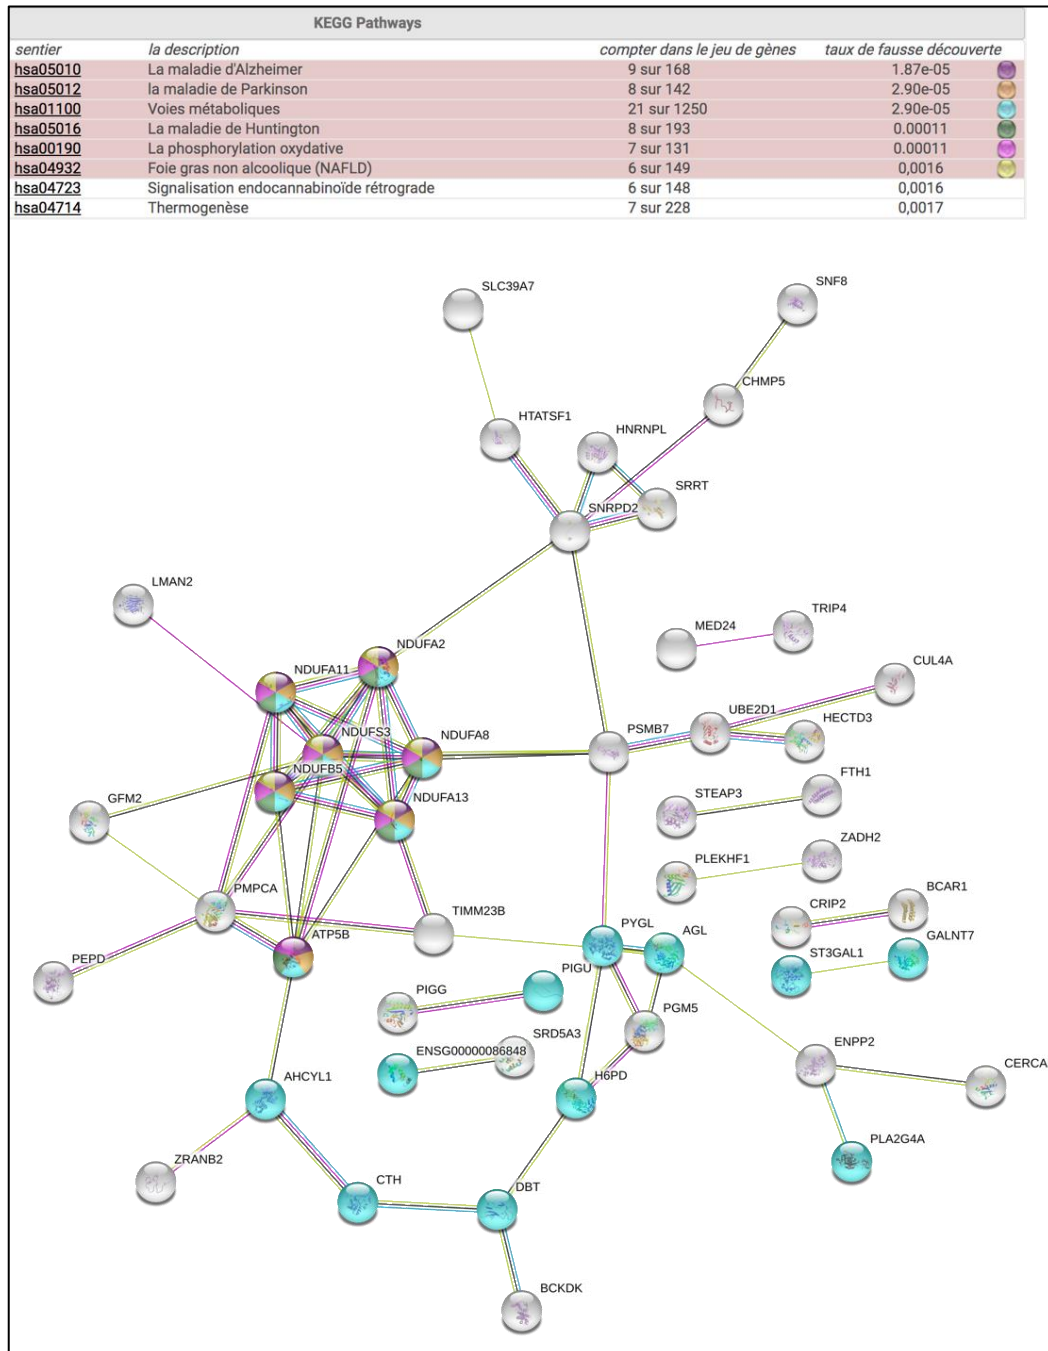 KEGG Pathways
sentier la description compter dans le jeu de gènes taux de fausse découverte
hsa05010 La maladie d'Alzheimer 9 sur 168 1.87e-05
hsa05012 la maladie de Parkinson 8 sur 142 2.90e-05
hsa01100 Voies métaboliques 21 sur 1250 2.90e-05
hsa05016 La maladie de Huntington 8 sur 193 0.00011
hsa00190 La phosphorylation oxydative 7 sur 131 0.00011
hsa04932 Foie gras non alcoolique (NAFLD) 6 sur 149 0,0016
hsa04723 Signalisation endocannabinoïde rétrograde 6 sur 148 0,0016
hsa04714 Thermogenèse 7 sur 228 0,0017
SLC39A7
SNF8
CHMP5
HTATSF1
HNRNPL
SRRT
SNRPD2
LMAN2
TRIP4
MED24
NDUFA2
NDUFA11
CUL4A
UBE2D1
HECTD3
NDUFS3
NDUFA8
PSMB7
NDUFB5
FTH1
STEAP3
GFM2
NDUFA13
ZADH2
PLEKHF1
PMPCA
BCAR1
CRIP2
TIMM23B
PYGL
AGL
ATP5B
GALNT7
ST3GAL1
PEPD
PIGU
PIGG
PGM5
SRD5A3
ENPP2
ENSG00000086848
CERCAM
AHCYL1
H6PD
PLA2G4A
ZRANB2
CTH
DBT
BCKDK